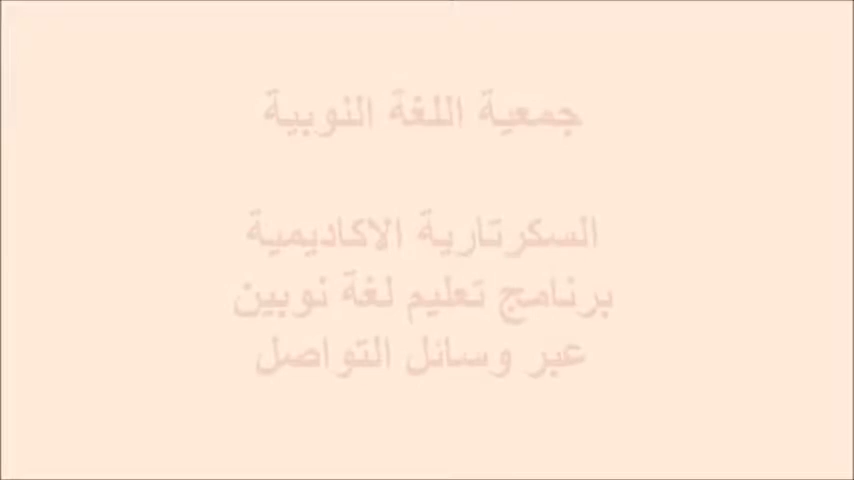 جمعية اللغة النوبية
السكرتارية الاكاديمية
برنامج تعليم لغة نوبين
عبر وسائل التواصل